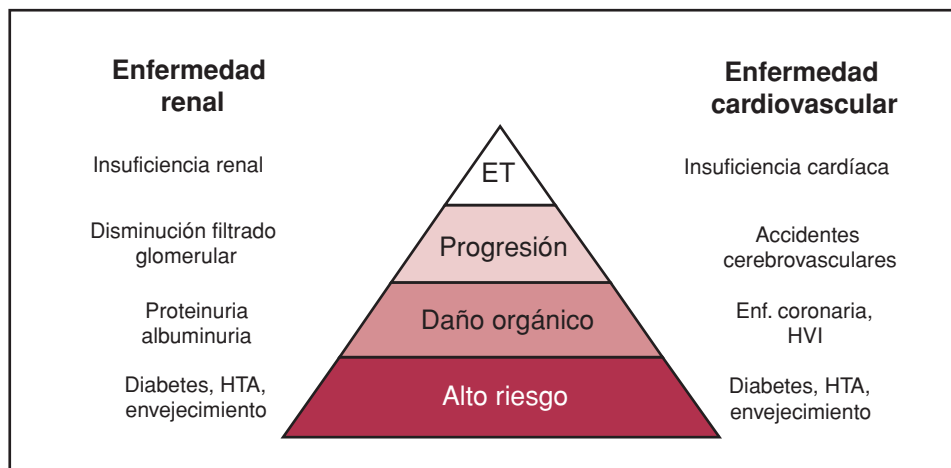 Enfermedad
renal
Enfermedad
cardiovascular
Insuficiencia renal
ET
Insuficiencia cardíaca
Disminución filtrado
glomerular
Progresión
Accidentes
cerebrovasculares
Proteinuria
albuminuria
Daño orgánico
Enf. coronaria,
HVI
Diabetes, HTA,
envejecimiento
Alto riesgo
Diabetes, HTA,
envejecimiento